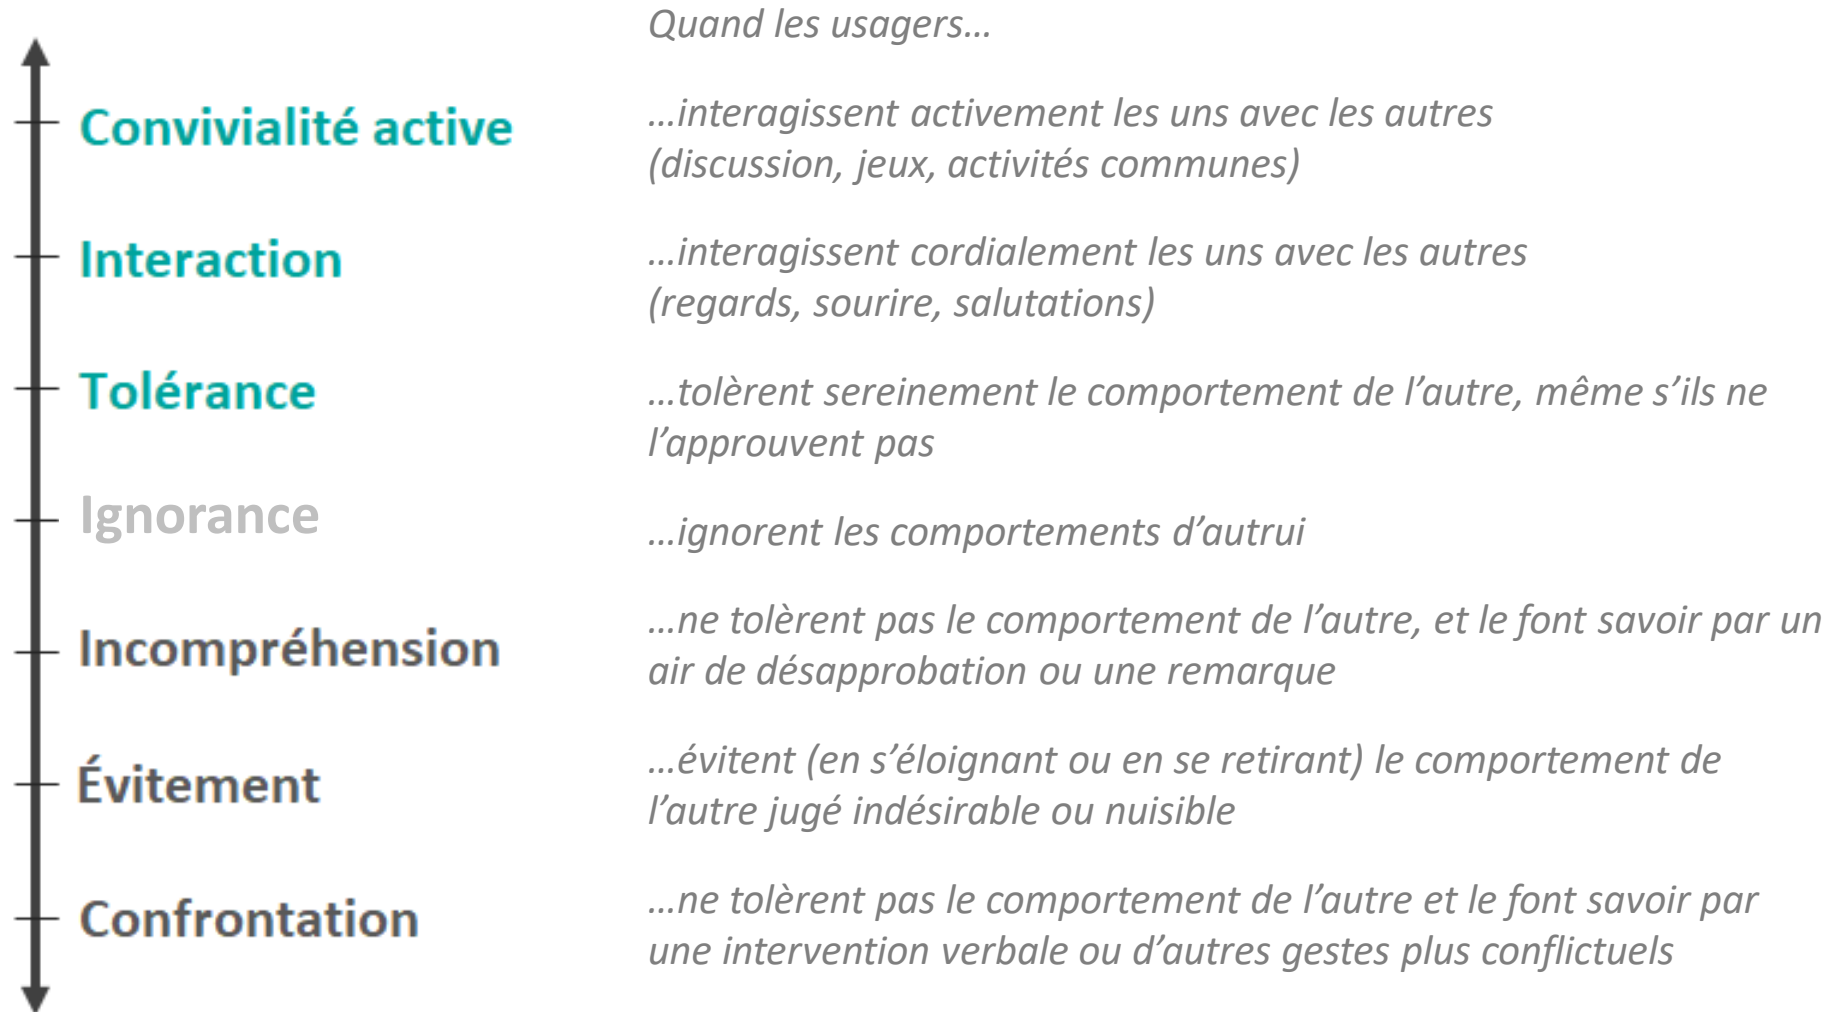 Quand les usagers…
Convivialité active
…interagissent activement les uns avec les autres
(discussion, jeux, activités communes)
Interaction
…interagissent cordialement les uns avec les autres
(regards, sourire, salutations)
Tolérance
…tolèrent sereinement le comportement de l’autre, même s’ils ne
l’approuvent pas
Ignorance
…ignorent les comportements d’autrui
Incompréhension
…ne tolèrent pas le comportement de l’autre, et le font savoir par un
air de désapprobation ou une remarque
Évitement
…évitent (en s’éloignant ou en se retirant) le comportement de
l’autre jugé indésirable ou nuisible
Confrontation
…ne tolèrent pas le comportement de l’autre et le font savoir par
une intervention verbale ou d’autres gestes plus conflictuels